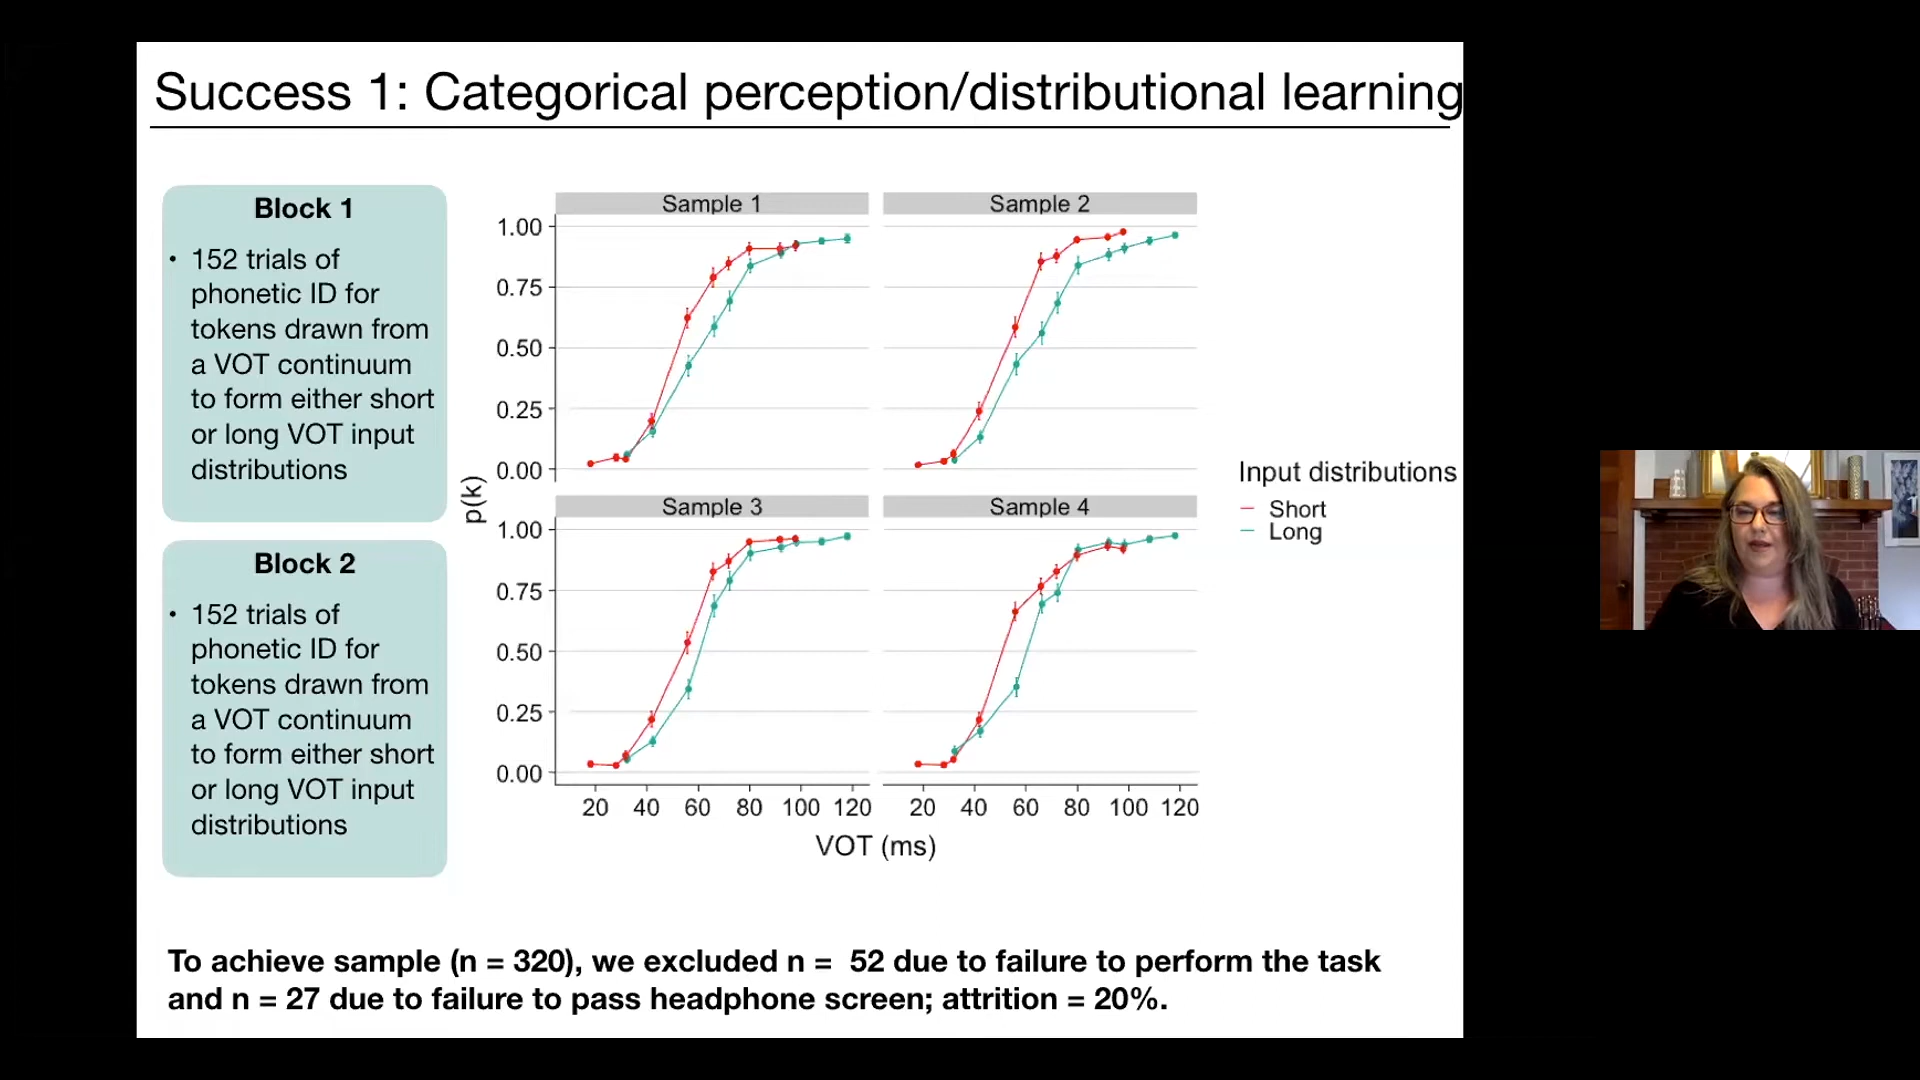 Success 1: Categorical perception/distributional learning
Block 1
• 152 trials of
phonetic ID for
tokens drawn from
a VOT continuum
to form either short
or long VOT input
distributions
Block 2
• 152 trials of
phonetic ID for
tokens drawn from
a VOT continuum
to form either short
or long VOT input
distributions
p(k)
Sample 1
Sample 2
1.00
0.75
0.50
0.25
0.00
Sample 3
Sample 4
1.00
0.75
0.50
0.25
0.00
20 40 60 80 100 120
20 40 60 80 100 120
VOT (ms)
Input distributions
Short
Long
To achieve sample (n = 320), we excluded n = 52 due to failure to perform the task
and n = 27 due to failure to pass headphone screen; attrition = 20%.